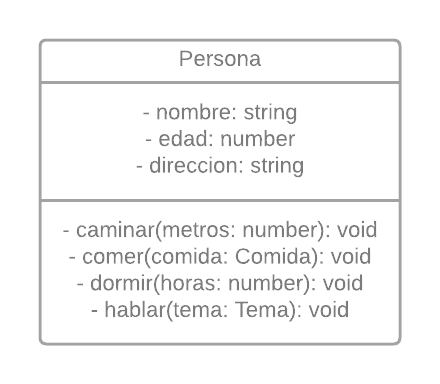 Persona
- nombre: string
- edad: number
- direccion: string
- caminar(metros: number): void
- comer(comida: Comida): void
- dormir(horas: number): void
- hablar(tema: Tema): void